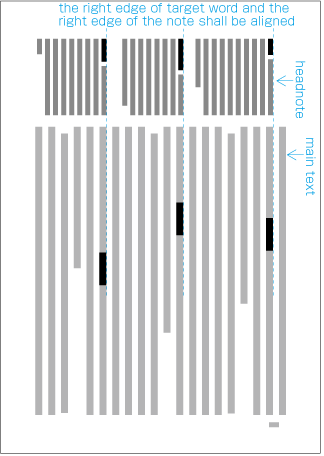 the right edge of target word and the
right edge of the note shall be aligned
headnote
main text